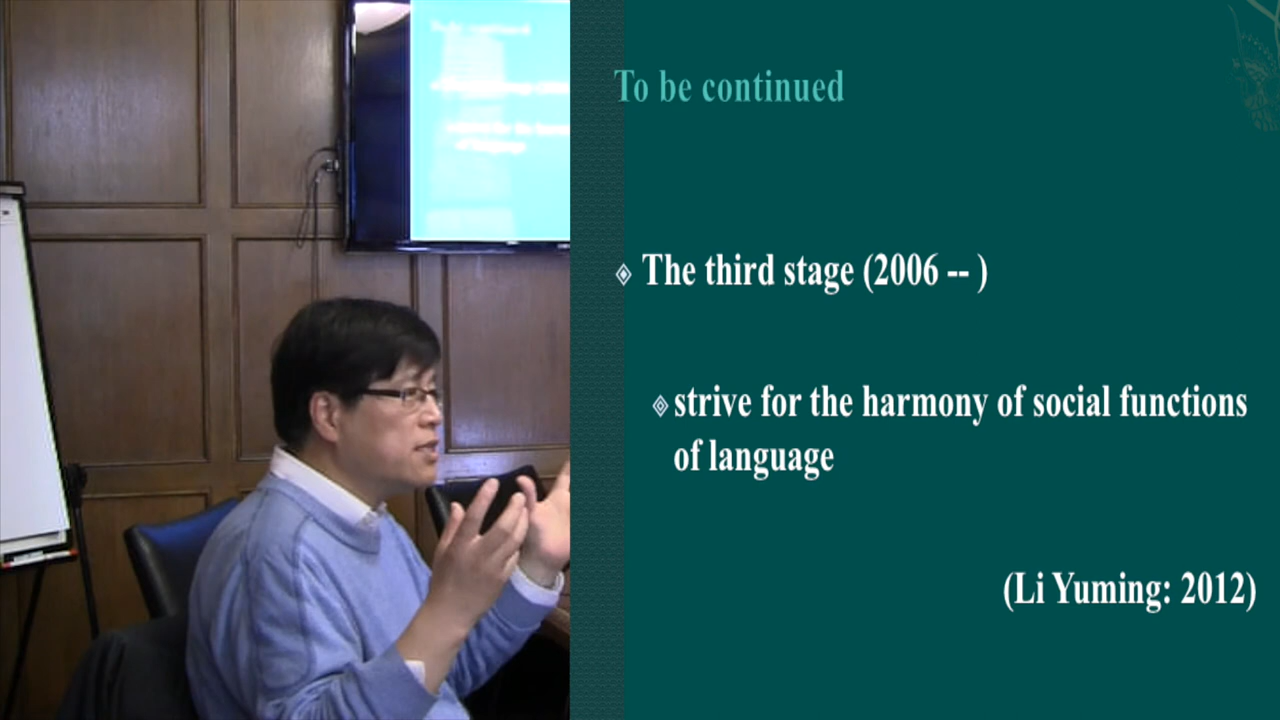 To be continued
The third stage (2006 -- )
strive for the harmony of social functions
of language
(Li Yuming: 2012)